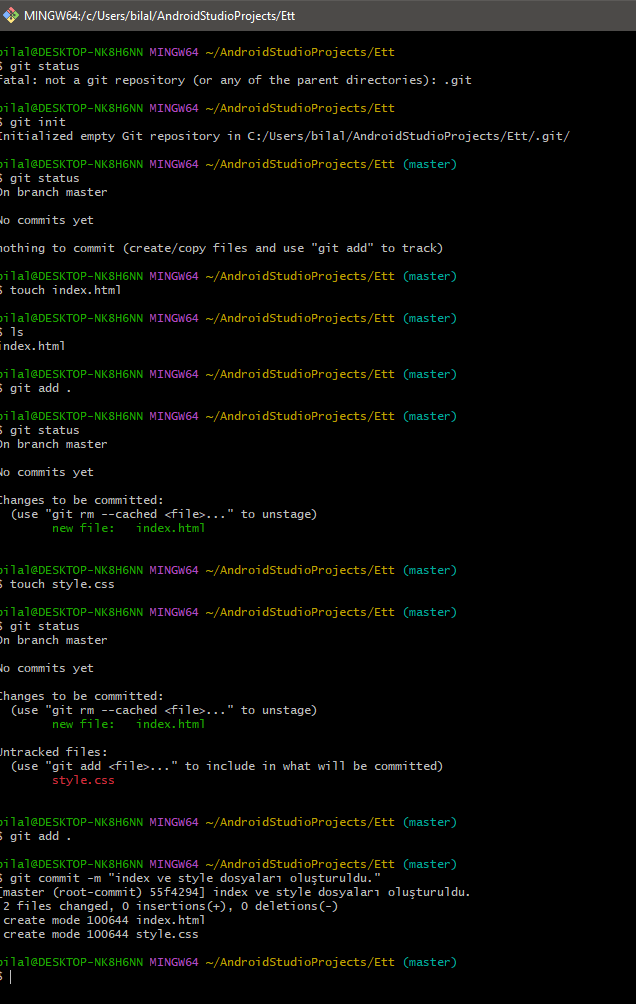 MINGW64:/c/Users/bilal/AndroidStudioProjects/Ett
bilal@DESKTOP-NK8H6NN MINGW64 ~/AndroidStudioProjects/Ett
$ git status
fatal: not a git repository (or any of the parent directories): .git
bilal@DESKTOP-NK8H6NN MINGW64 ~/AndroidStudioProjects/Ett
$ git init
Initialized empty Git repository in C:/Users/bilal/AndroidStudioProjects/Ett/.git/
bilal@DESKTOP-NK8H6NN MINGW64 ~/AndroidStudioProjects/Ett (master)
$ git status
On branch master
No commits yet
nothing to commit (create/copy files and use "git add" to track)
bilal@DESKTOP-NK8H6NN MINGW64 ~/AndroidStudioProjects/Ett (master)
$ touch index.html
bilal@DESKTOP-NK8H6NN MINGW64 ~/AndroidStudioProjects/Ett (master)
$ ls
index.html
bilal@DESKTOP-NK8H6NN MINGW64 ~/AndroidStudioProjects/Ett (master)
$ git add .
bilal@DESKTOP-NK8H6NN MINGW64 ~/AndroidStudioProjects/Ett (master)
$ git status
On branch master
No commits yet
Changes to be committed:
  (use "git rm --cached <file>..." to unstage)
        new file:   index.html
bilal@DESKTOP-NK8H6NN MINGW64 ~/AndroidStudioProjects/Ett (master)
$ touch style.css
bilal@DESKTOP-NK8H6NN MINGW64 ~/AndroidStudioProjects/Ett (master)
$ git status
On branch master
No commits yet
Changes to be committed:
  (use "git rm --cached <file>..." to unstage)
        new file:   index.html
Untracked files:
  (use "git add <file>..." to include in what will be committed)
        style.css
bilal@DESKTOP-NK8H6NN MINGW64 ~/AndroidStudioProjects/Ett (master)
$ git add .
bilal@DESKTOP-NK8H6NN MINGW64 ~/AndroidStudioProjects/Ett (master)
$ git commit -m "index ve style dosyaları oluşturuldu."
[master (root-commit) 55f4294] index ve style dosyaları oluşturuldu.
 2 files changed, 0 insertions(+), 0 deletions(-)
 create mode 100644 index.html
 create mode 100644 style.css
bilal@DESKTOP-NK8H6NN MINGW64 ~/AndroidStudioProjects/Ett (master)
$